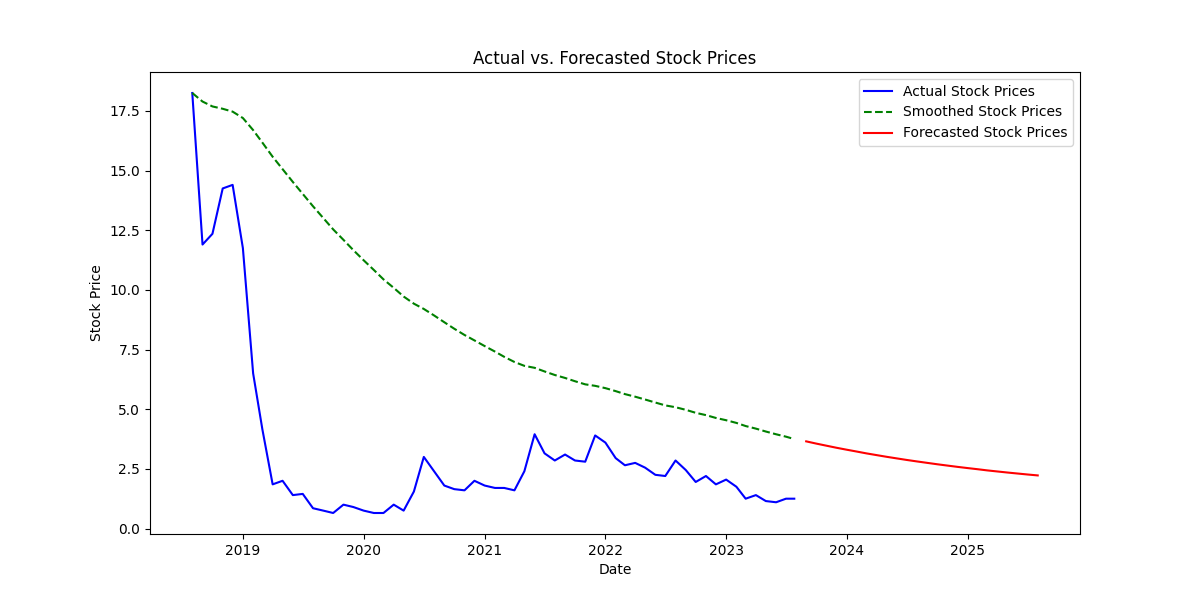 Actual vs. Forecasted Stock Prices
Actual Stock Prices
Smoothed Stock Prices
Forecasted Stock Prices
Stock Price
17.5
15.0
12.5
10.0
7.5
5.0
2.5
0.0
2019 2020 2021 2022 2023 2024 2025
Date